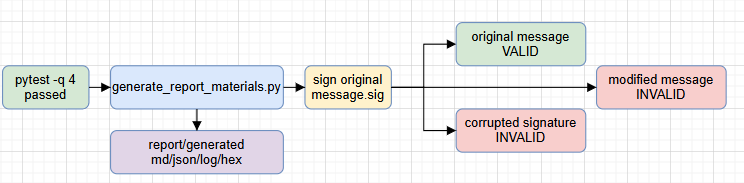 pytest -q 4
passed
generate_report_materials.py
sign original
message.sig
original message
VALID
modified message
INVALID
corrupted signature
INVALID
report/generated
md/json/log/hex